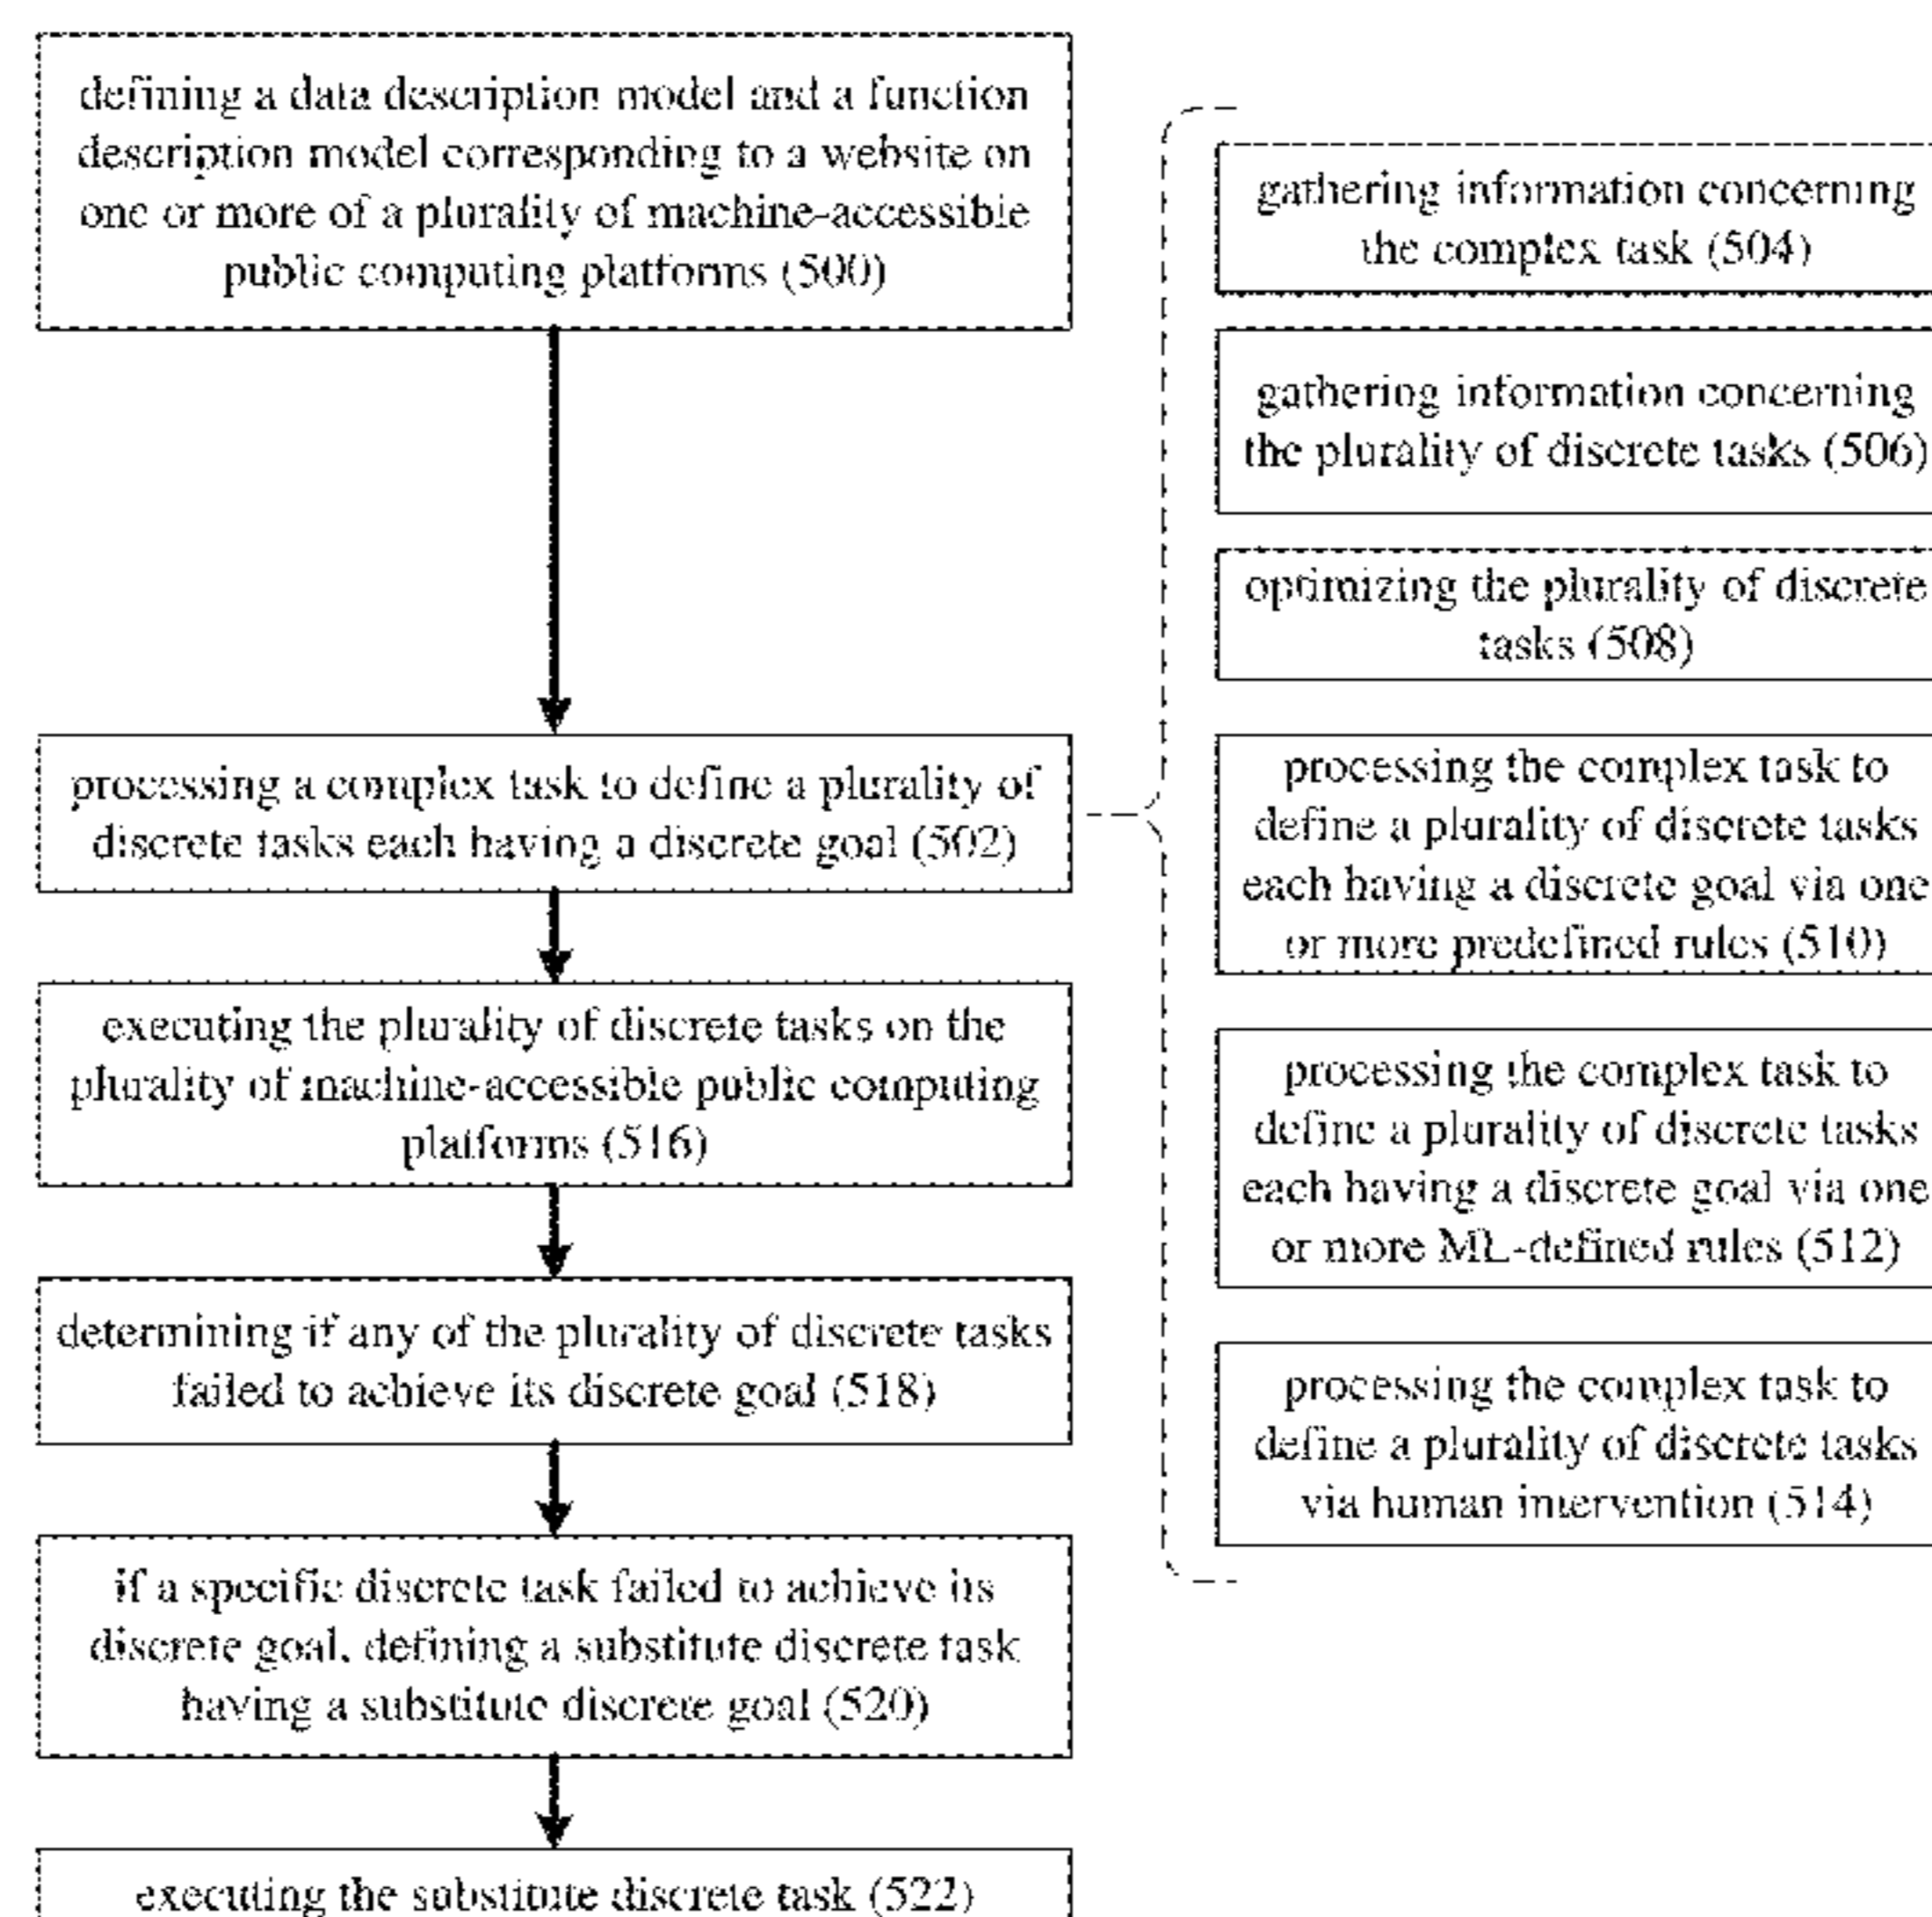 defining a data description model and a function
description model corresponding to a website on
one or more of a plurality of machine-accessible
public computing platforms (500)
processing a complex task to define a plurality of
discrete tasks each having a discrete goal (502)
executing the plurality of discrete tasks on the
plurality of machine-accessible public computing
platforms (516)
determining if any of the plurality of discrete tasks
failed to achieve its discrete goal (518)
if a specific discrete task failed to achieve its
discrete goal, defining a substitute discrete task
having a substitute discrete goal (520)
executing the substitute discrete task (522)
gathering information concerning
the complex task (504)
gathering information concerning
the plurality of discrete tasks (506)
optimizing the plurality of discrete
tasks (508)
processing the complex task to
define a plurality of discrete tasks
each having a discrete goal via one
or more predefined rules (510)
processing the complex task to
define a plurality of discrete tasks
each having a discrete goal via one
or more ML-defined rules (512)
processing the complex task to
define a plurality of discrete tasks
via human intervention (514)